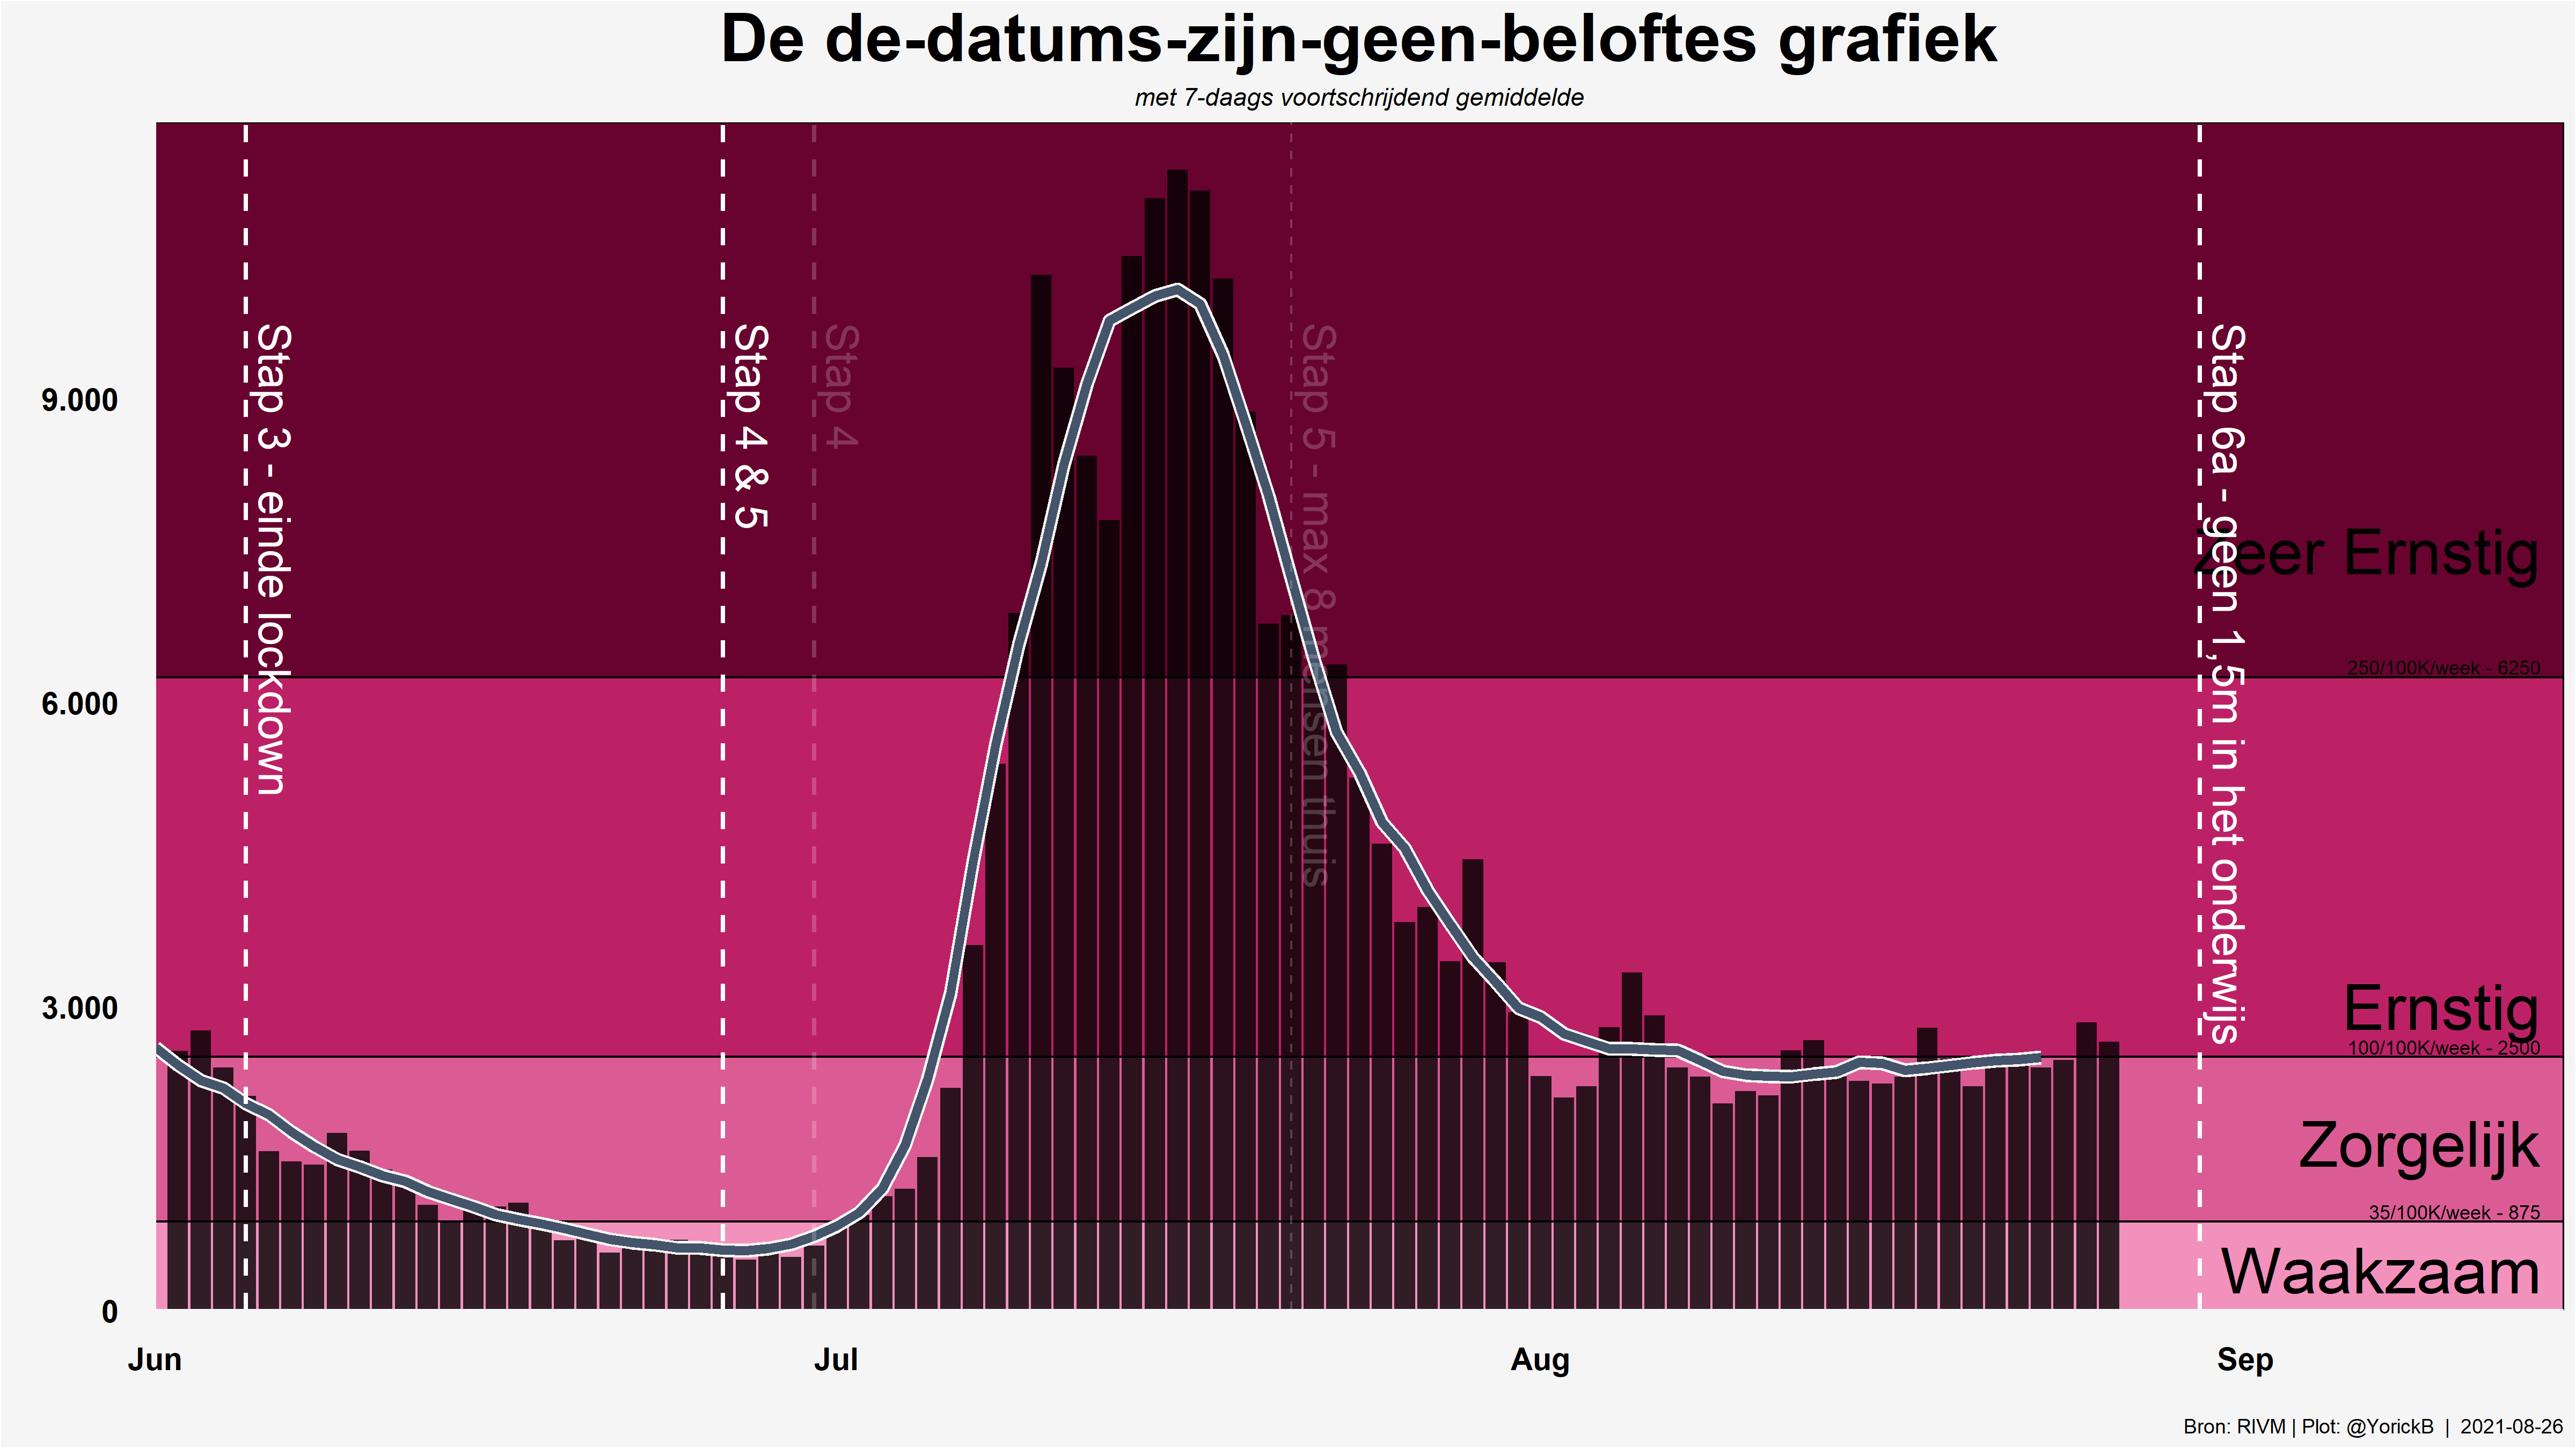 De de-datums-zijn-geen-beloftes grafiek
met 7-daags voortschrijdend gemiddelde
9.000
6.000
3.000
0
Stap 3 - einde lockdown
Stap 4 & 5
Stap 4
Stap 5 - max 8 mensen thuis
Stap 6a - geen 1,5m in het onderwijs
Zeer Ernstig
250/100K/week - 6250
Ernstig
100/100K/week - 2500
Zorgelijk
35/100K/week - 875
Waakzaam
Jun
Jul
Aug
Sep
Bron: RIVM | Plot: @YorickB | 2021-08-26